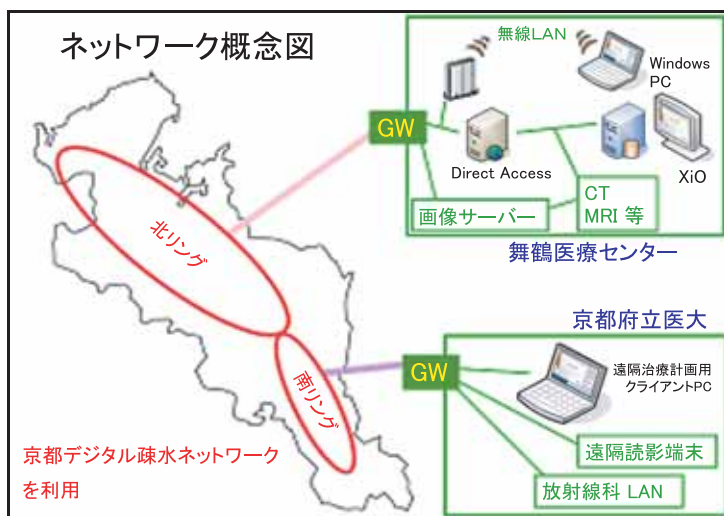 ネットワーク概念図
無線LAN
Windows
PC
GW
Direct Access
XiO
画像サーバー
CT
MRI 等
舞鶴医療センター
北リング
京都府立医大
GW
遠隔治療計画用
クライアントPC
南リング
遠隔読影端末
放射線科 LAN
京都デジタル疎水ネットワーク
を利用